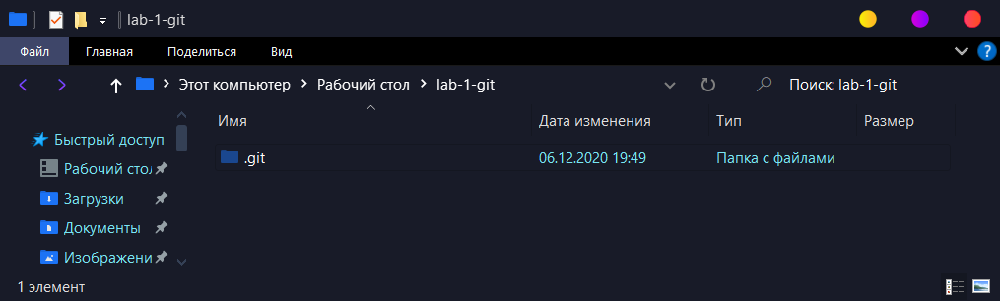 lab-1-git
Файл Главная Поделиться Вид
Этот компьютер Рабочий стол lab-1-git Поиск: lab-1-git
Имя Дата изменения Тип Размер
Быстрый доступ
.git 06.12.2020 19:49 Папка с файлами
Рабочий стол
Загрузки
Документы
Изображени
1 элемент